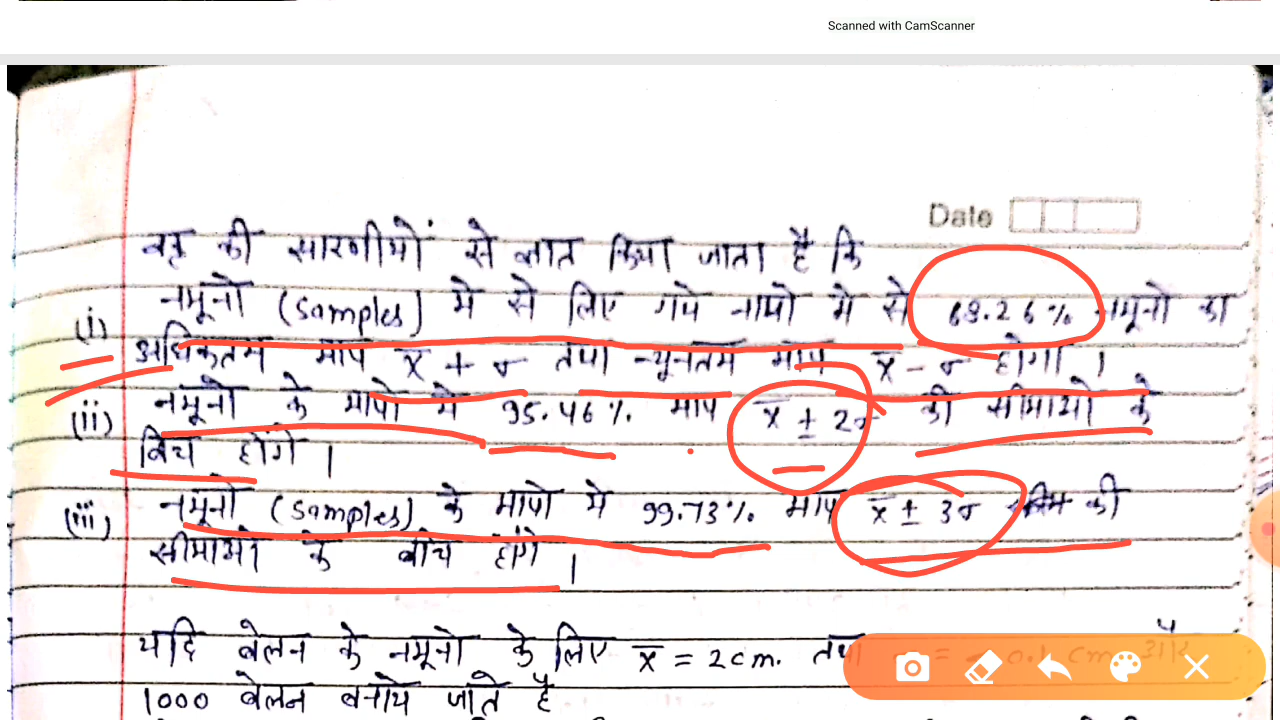 Scanned with CamScanner
Date
वक्र की सारणीयों से ज्ञात किया जाता है कि
(i) नमूनों (Samples) मे से लिए गये नापो मे से 68.26% नमूनों का
अधिकतम माप x̄ + σ तथा न्यूनतम माप x̄ - σ होगा ।
(ii) नमूनों के मापो मे 95.46% माप x̄ ± 2σ की सीमाओ के
बिच होंगे ।
(iii) नमूनों (Samples) के मापो मे 99.73% माप x̄ ± 3σ की
सीमाओ के बीच होंगे ।
यदि बेलन के नमूनो के लिए x̄ = 2cm. तथा
1000 बेलन बनाये जाते है